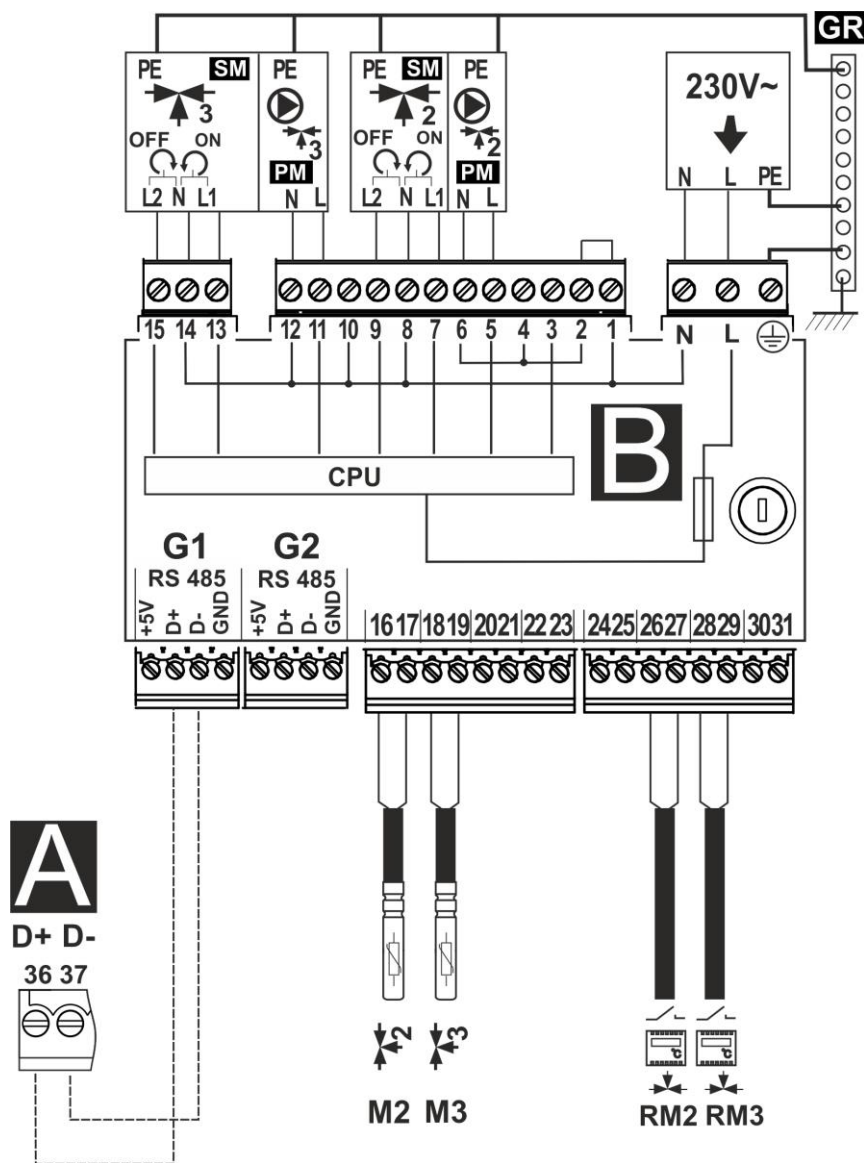 GR
PE SM PE PE SM PE
230V~
3 2
OFF ON 3 OFF ON 2
PM PM
N L PE
L2 N L1 N L L2 N L1 N L
15 14 13 12 11 10 9 8 7 6 5 4 3 2 1 N L
B
CPU
G1 G2
RS 485 RS 485
+5V D+ D- GND +5V D+ D- GND
16 17 18 19 20 21 22 23 24 25 26 27 28 29 30 31
A
D+ D-
36 37
2 3
°C °C
M2 M3 RM2 RM3